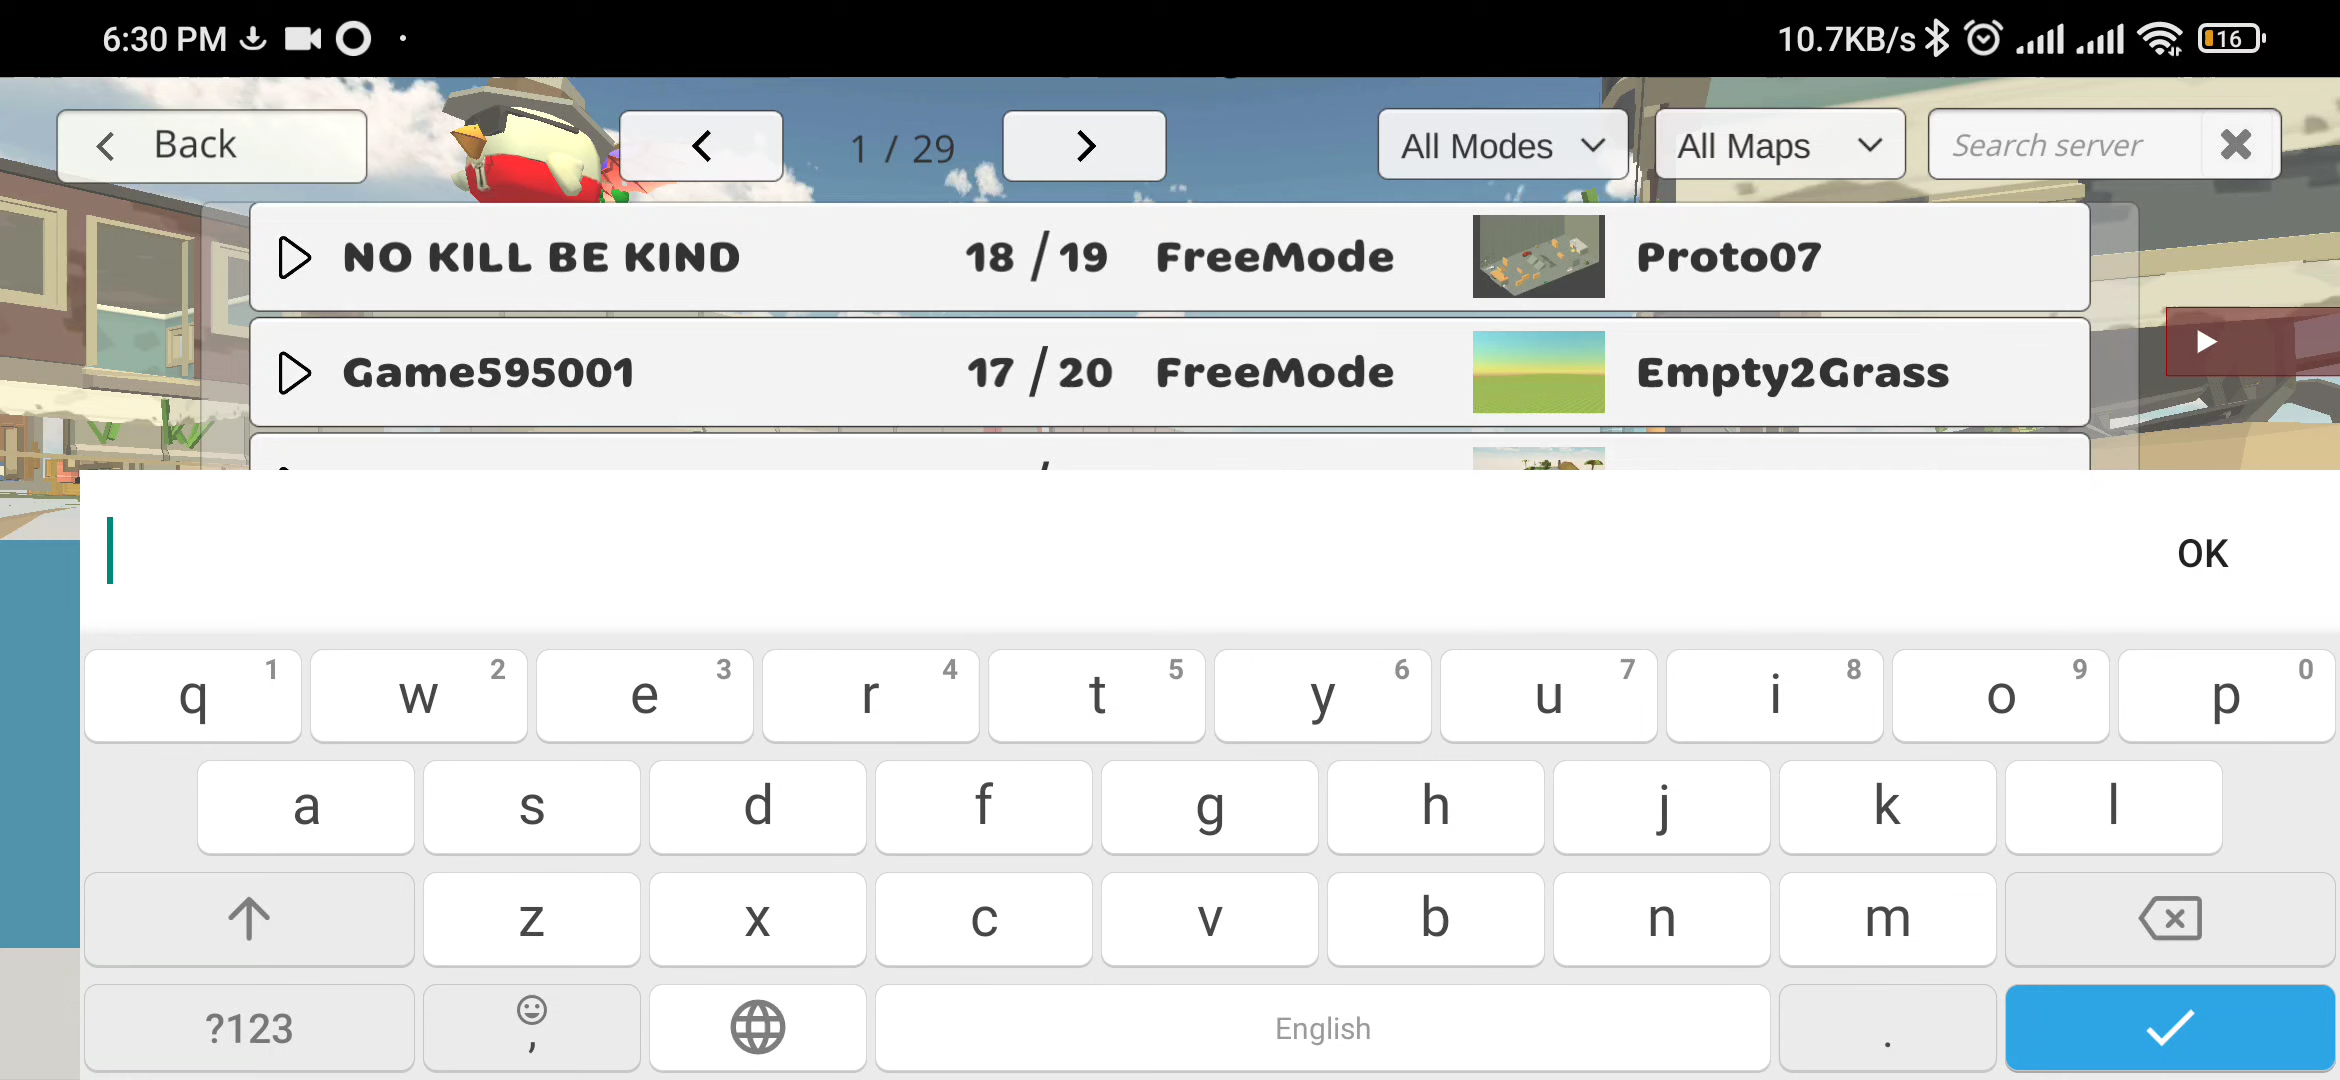 6:30 PM 10.7KB/s 16
Back 1 / 29 All Modes All Maps Search server
NO KILL BE KIND 18 / 19 FreeMode Proto07
Game595001 17 / 20 FreeMode Empty2Grass
OK
q 1 w 2 e 3 r 4 t 5 y 6 u 7 i 8 o 9 p 0
a s d f g h j k l
z x c v b n m
?123 , English .